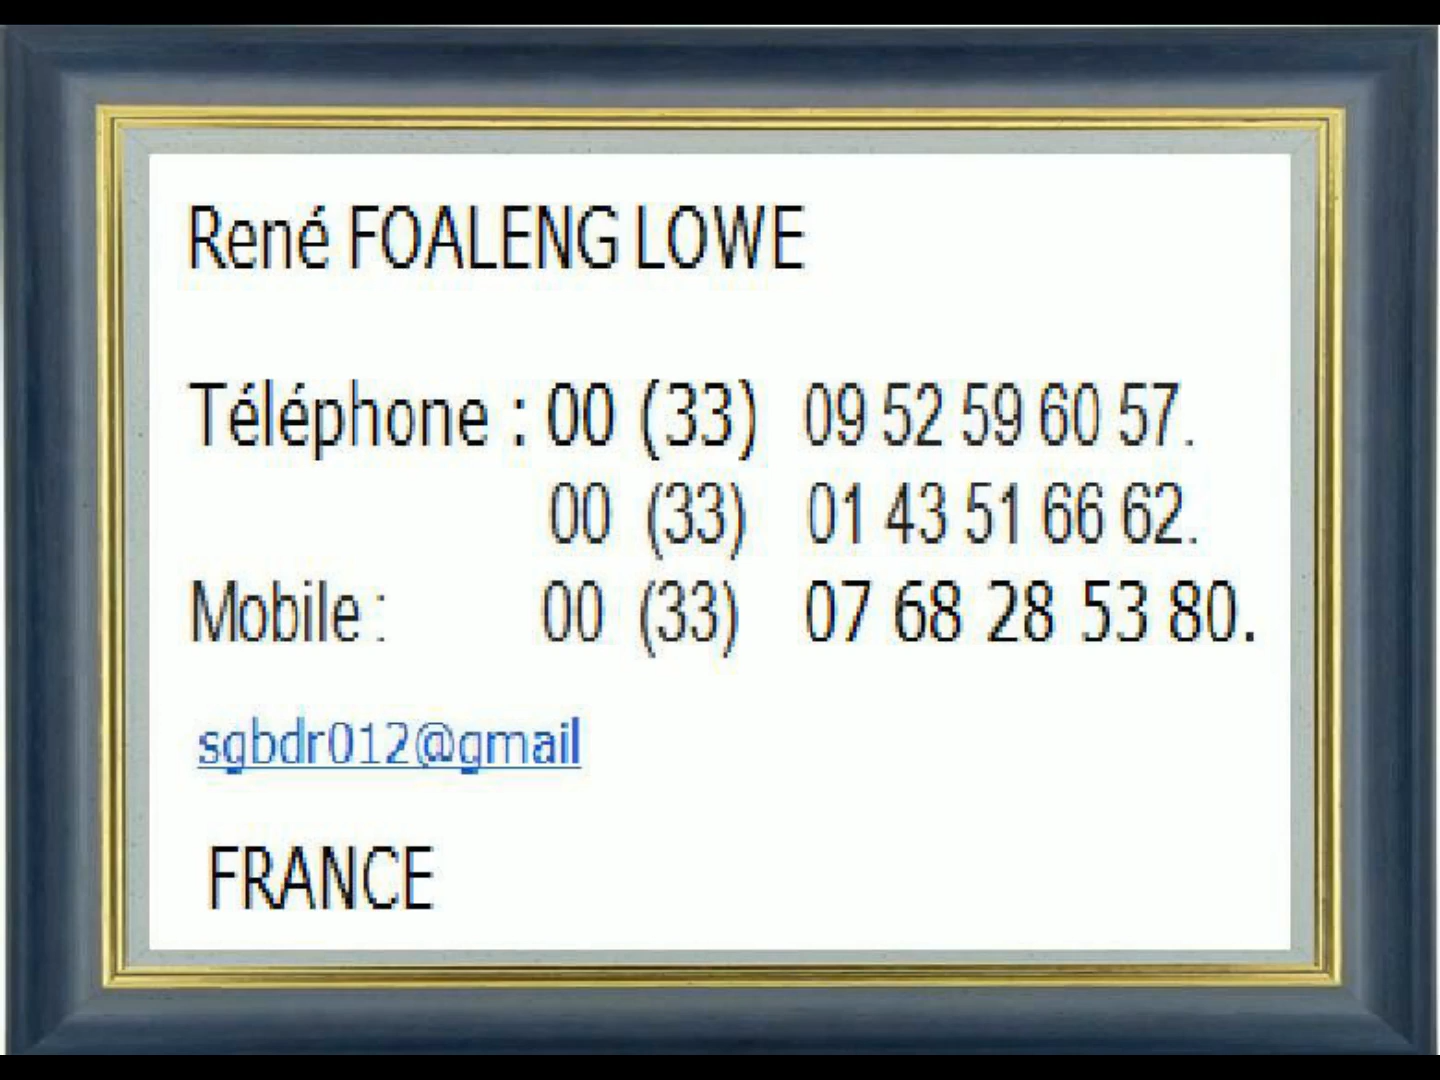 René FOALENG LOWE
Téléphone : 00 (33) 09 52 59 60 57.
00 (33) 01 43 51 66 62.
Mobile : 00 (33) 07 68 28 53 80.
sgbdr012@gmail
FRANCE